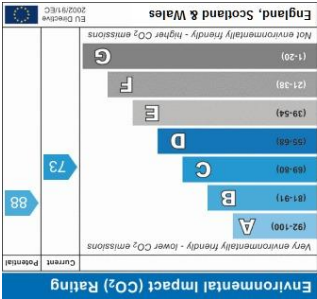 Environmental Impact (CO₂) Rating
Current Potential
Very environmentally friendly - lower CO₂ emissions
(92-100) A
(81-91) B
(69-80) C
(55-68) D
(39-54) E
(21-38) F
(1-20) G
73
88
Not environmentally friendly - higher CO₂ emissions
England, Scotland & Wales
EU Directive
2002/91/EC